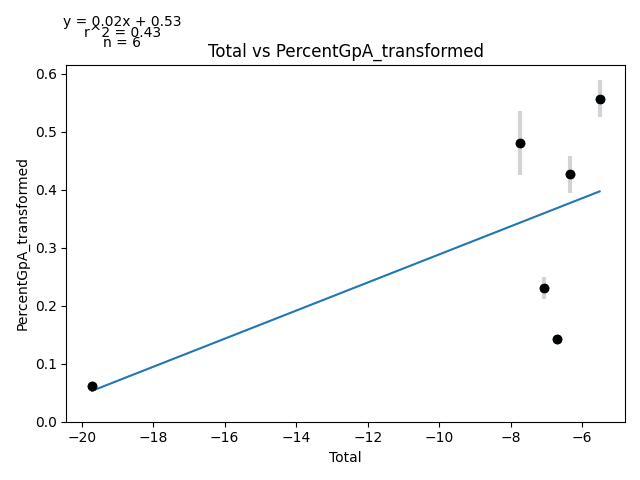 y = 0.02x + 0.53
r^2 = 0.43
n = 6
Total vs PercentGpA_transformed
0.6
0.5
0.4
0.3
0.2
0.1
0.0
PercentGpA_transformed
−20
−18
−16
−14
−12
−10
−8
−6
Total